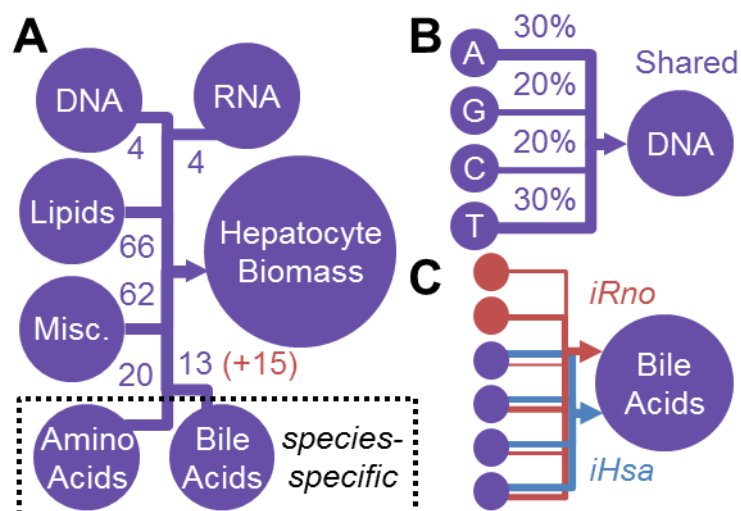 A
DNA
RNA
4
4
Lipids
66
Hepatocyte
Biomass
62
Misc.
20
13 (+15)
Amino
Acids
Bile
Acids
species-
specific
B
30%
A
20%
G
20%
C
30%
T
Shared
DNA
C
iRno
Bile
Acids
iHsa